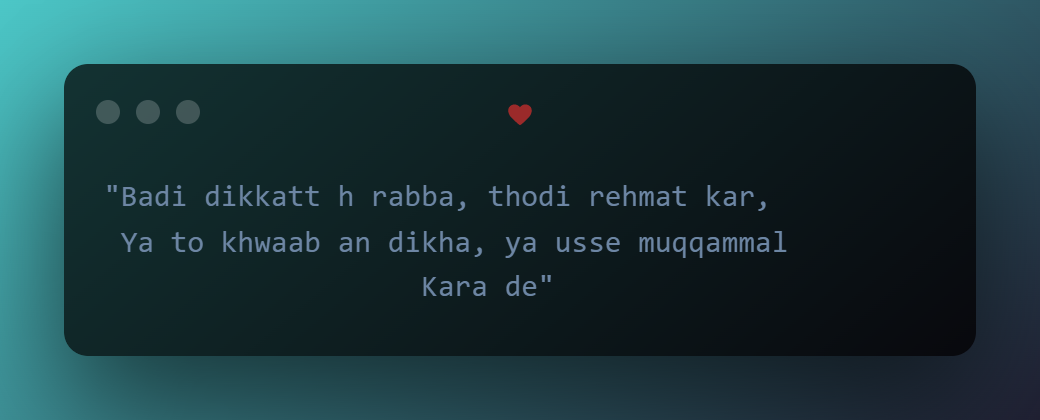 "Badi dikkatt h rabba, thodi rehmat kar,
Ya to khwaab an dikha, ya usse muqqammal
Kara de"